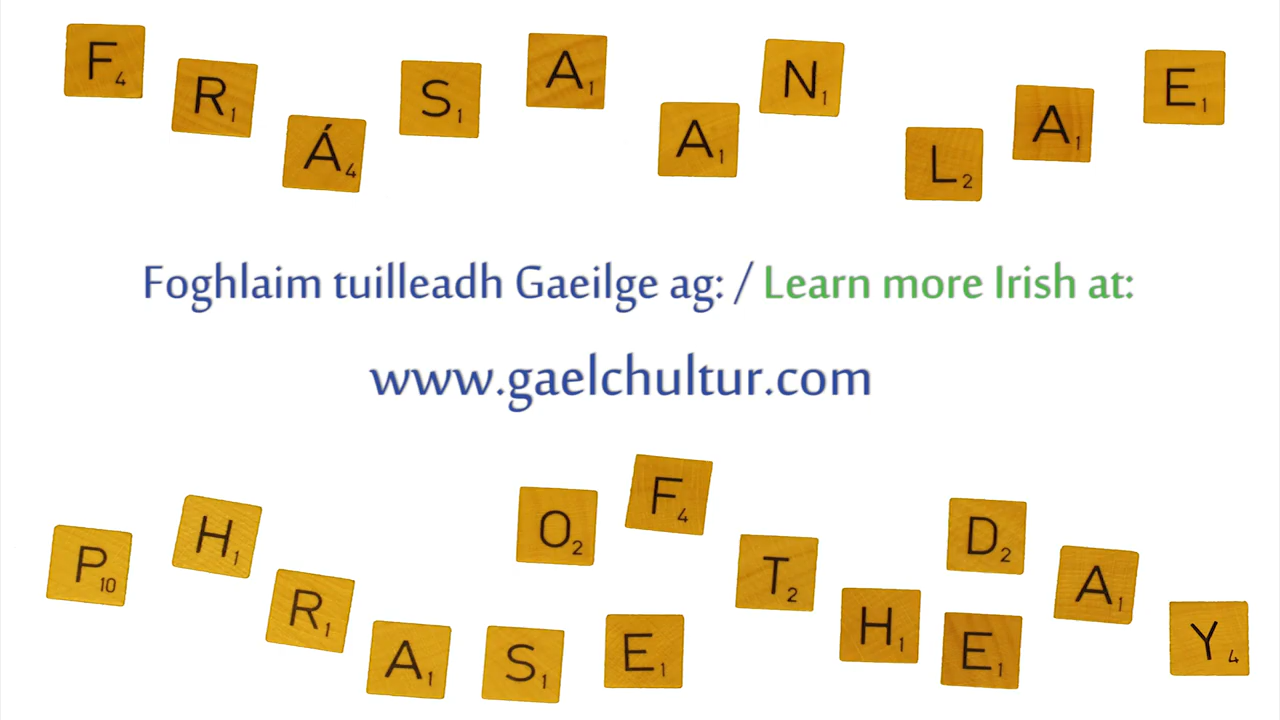 FRÁSA AN LAE
Foghlaim tuilleadh Gaeilge ag: / Learn more Irish at:
www.gaelchultur.com
PHRASE OF THE DAY